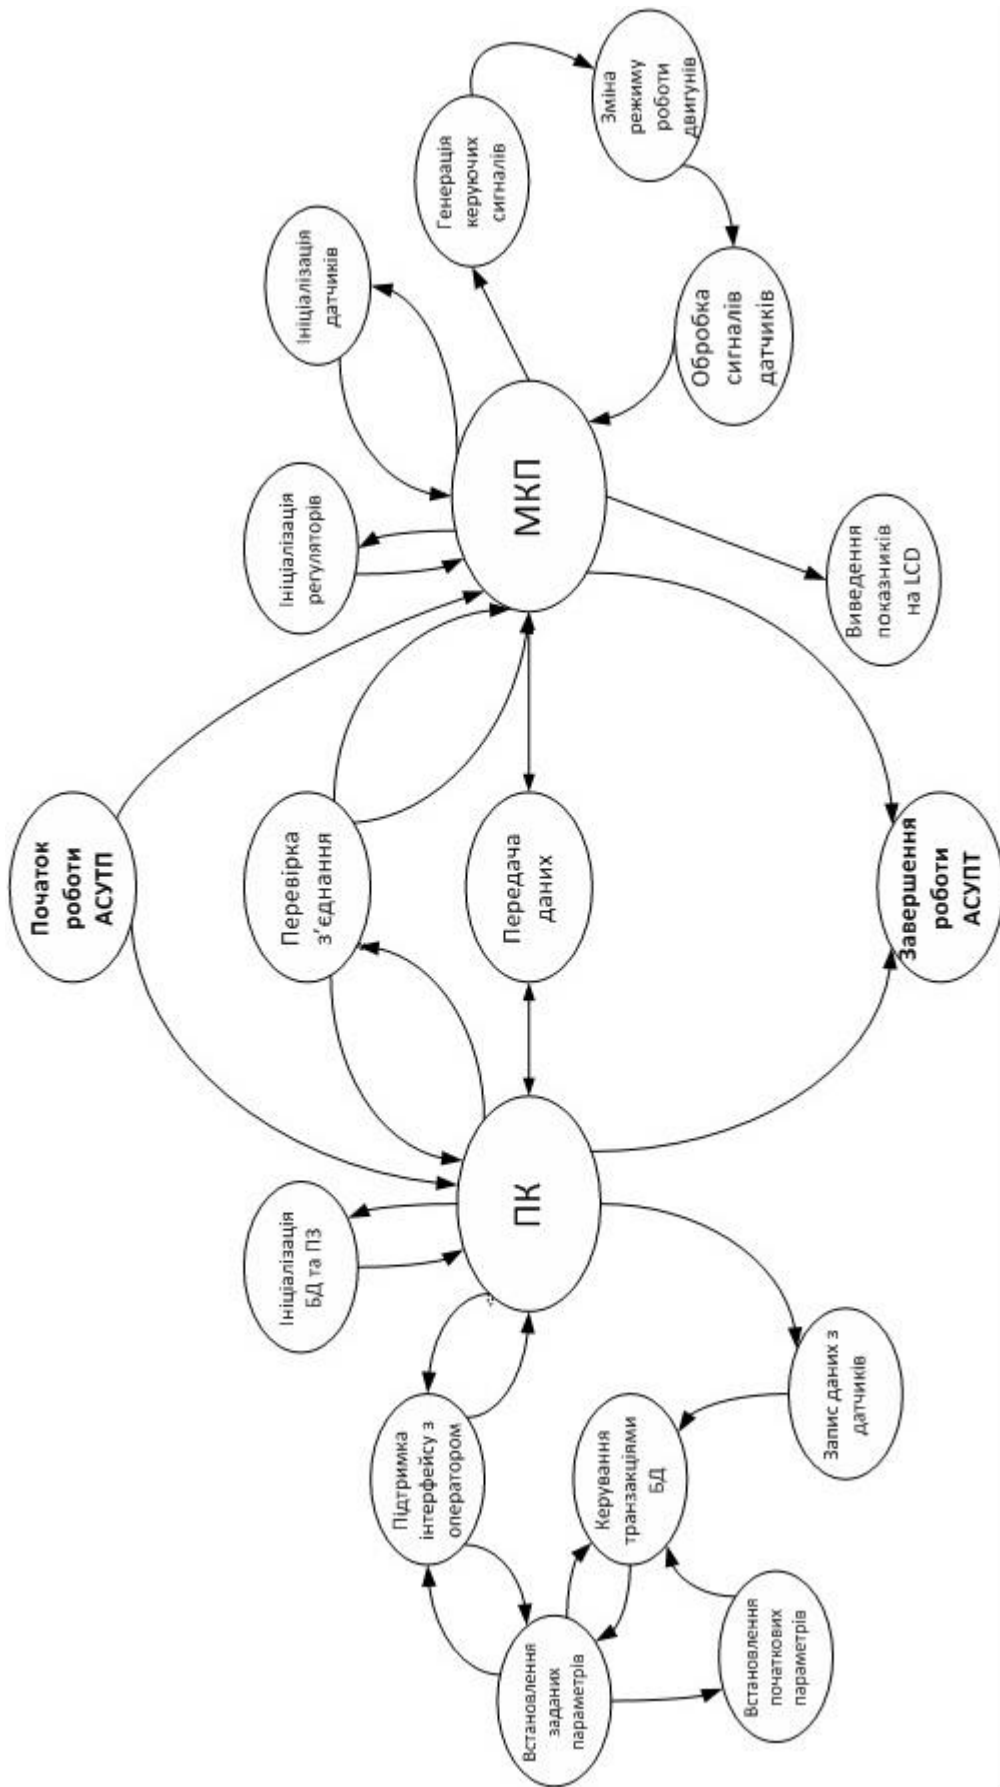 Початок
роботи
АСУТП
Ініціалізація
БД та ПЗ
Перевірка
з’єднання
Ініціалізація
регуляторів
Ініціалізація
датчиків
Підтримка
інтерфейсу з
оператором
ПК
Передача
даних
МКП
Генерація
керуючих
сигналів
Встановлення
заданих
параметрів
Керування
транзакціями
БД
Зміна
режиму
роботи
двигунів
Обробка
сигналів
датчиків
Встановлення
початкових
параметрів
Запис даних з
датчиків
Завершення
роботи
АСУПТ
Виведення
показників
на LCD